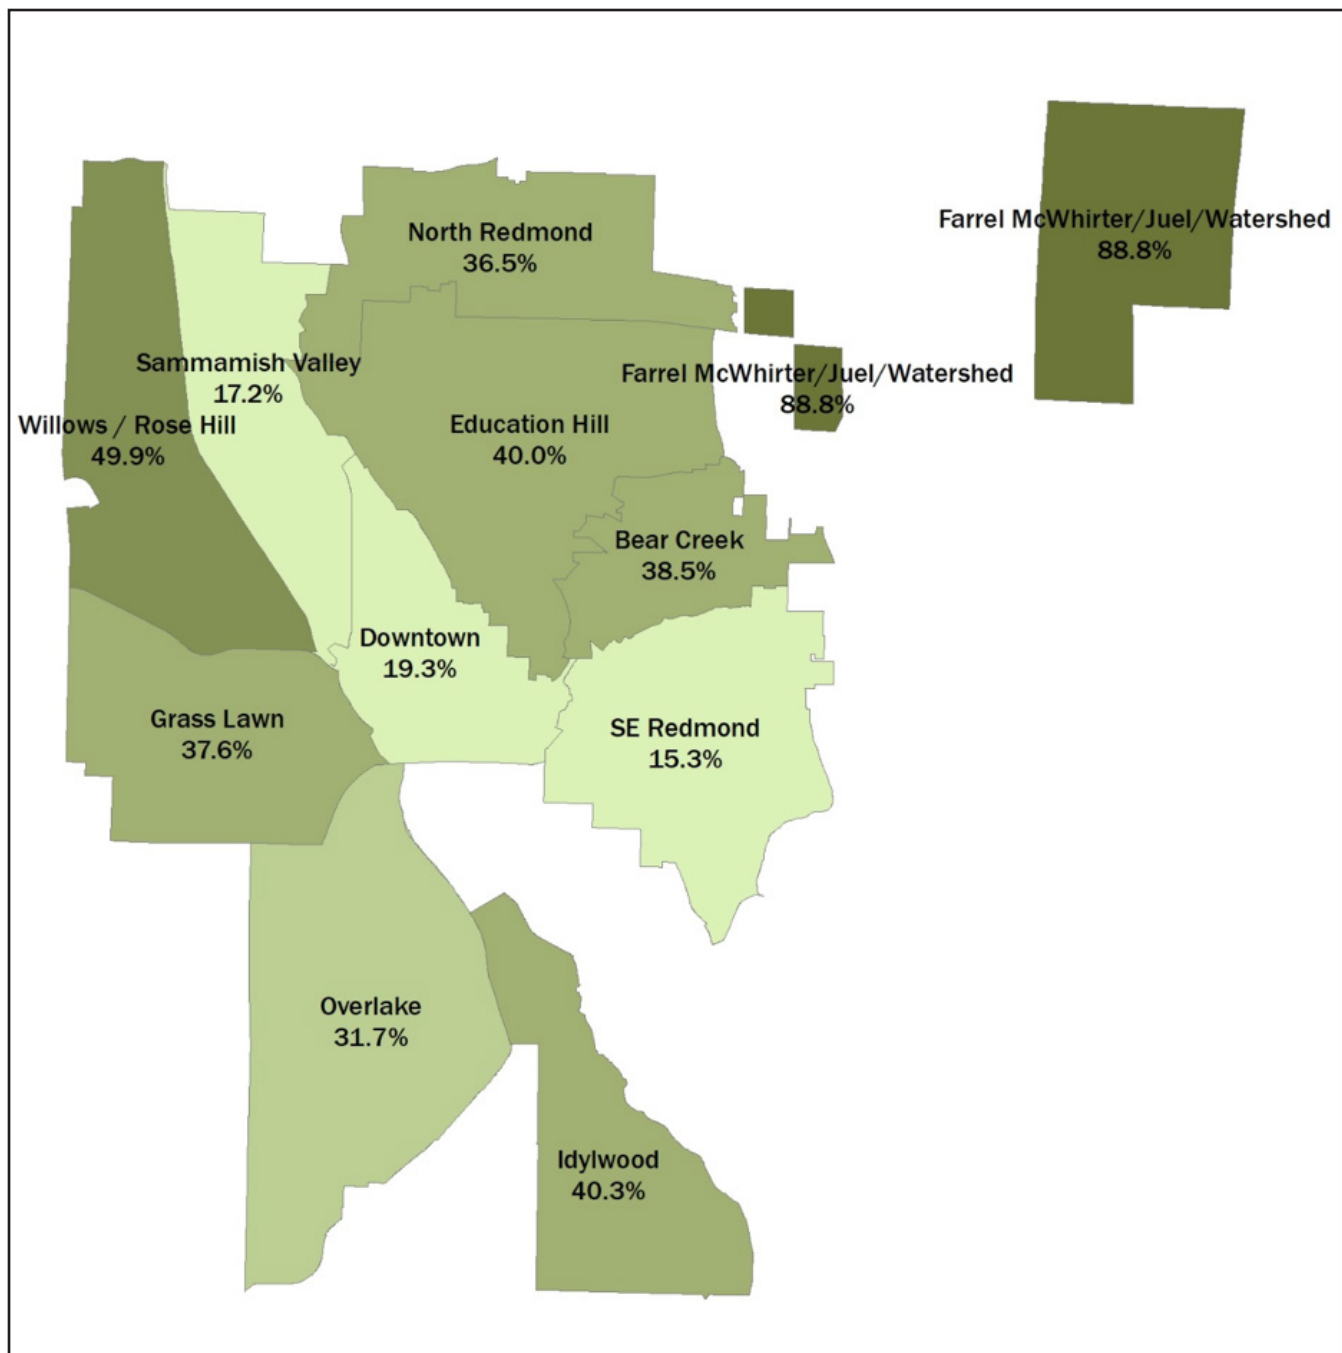 North Redmond
36.5%
Farrel McWhirter/Juel/Watershed
88.8%
Sammamish Valley
17.2%
Farrel McWhirter/Juel/Watershed
88.8%
Willows / Rose Hill
49.9%
Education Hill
40.0%
Bear Creek
38.5%
Downtown
19.3%
Grass Lawn
37.6%
SE Redmond
15.3%
Overlake
31.7%
Idylwood
40.3%